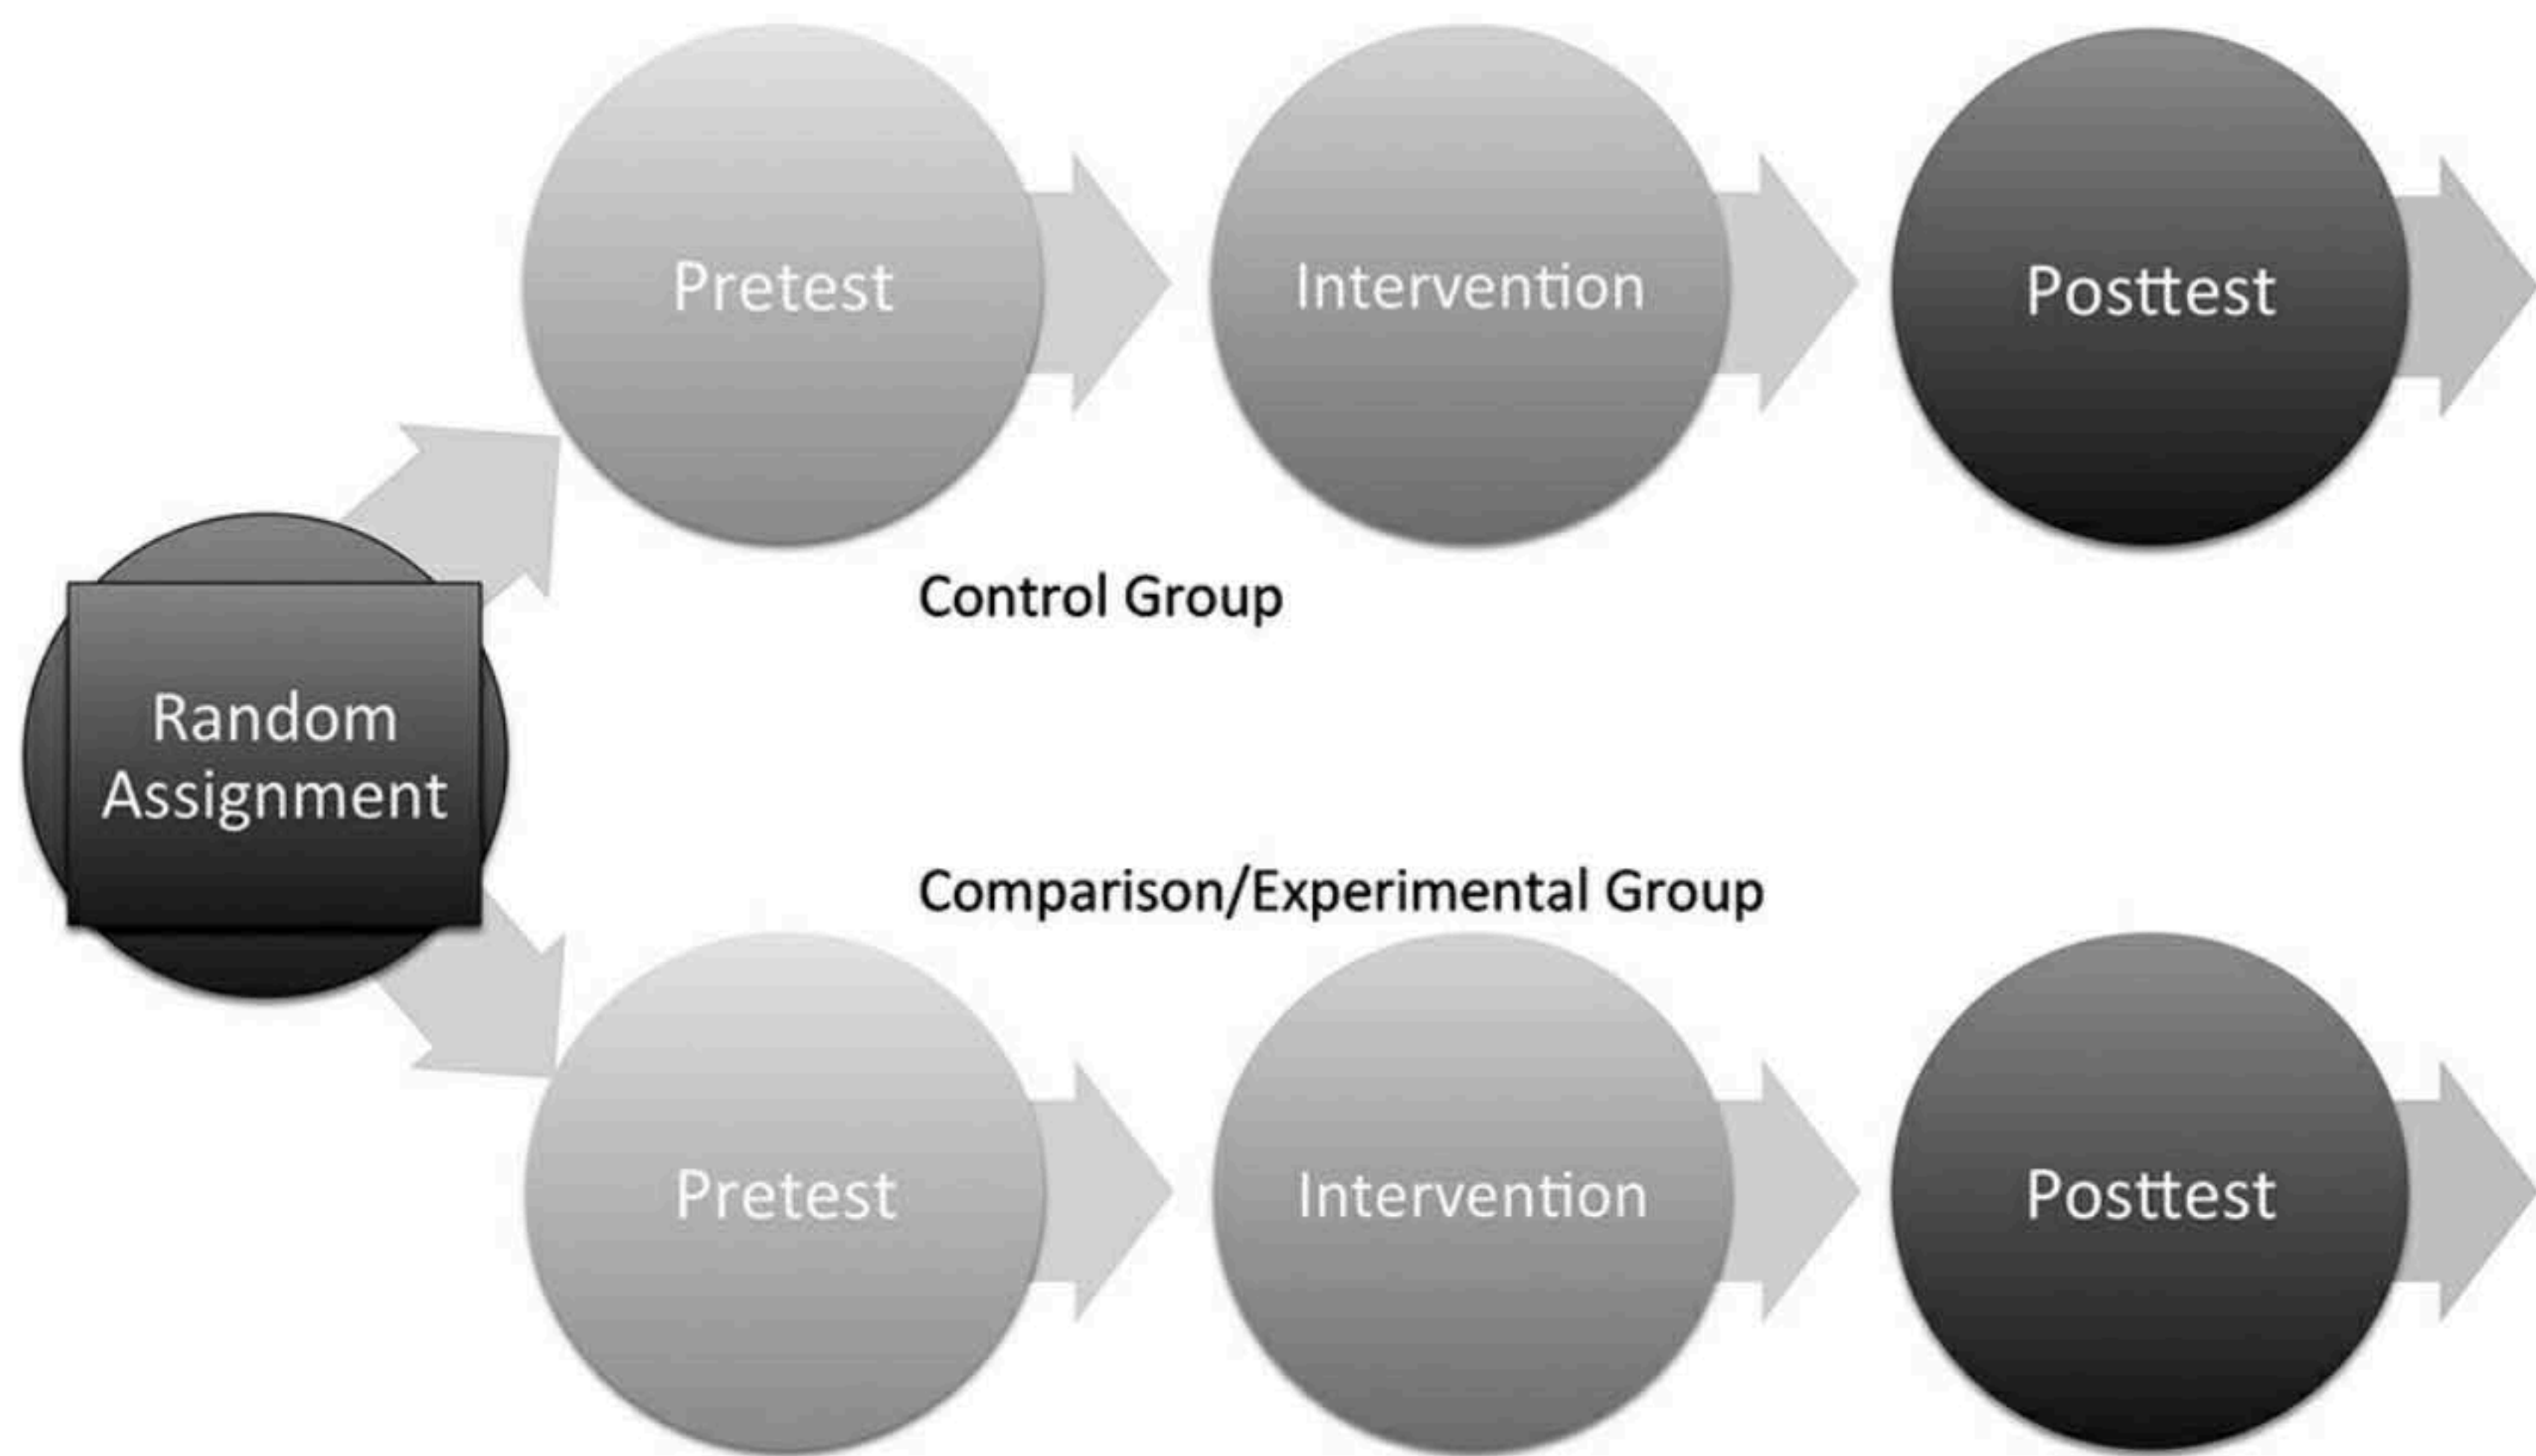 Pretest
Intervention
Posttest
Control Group
Random
Assignment
Comparison/Experimental Group
Pretest
Intervention
Posttest